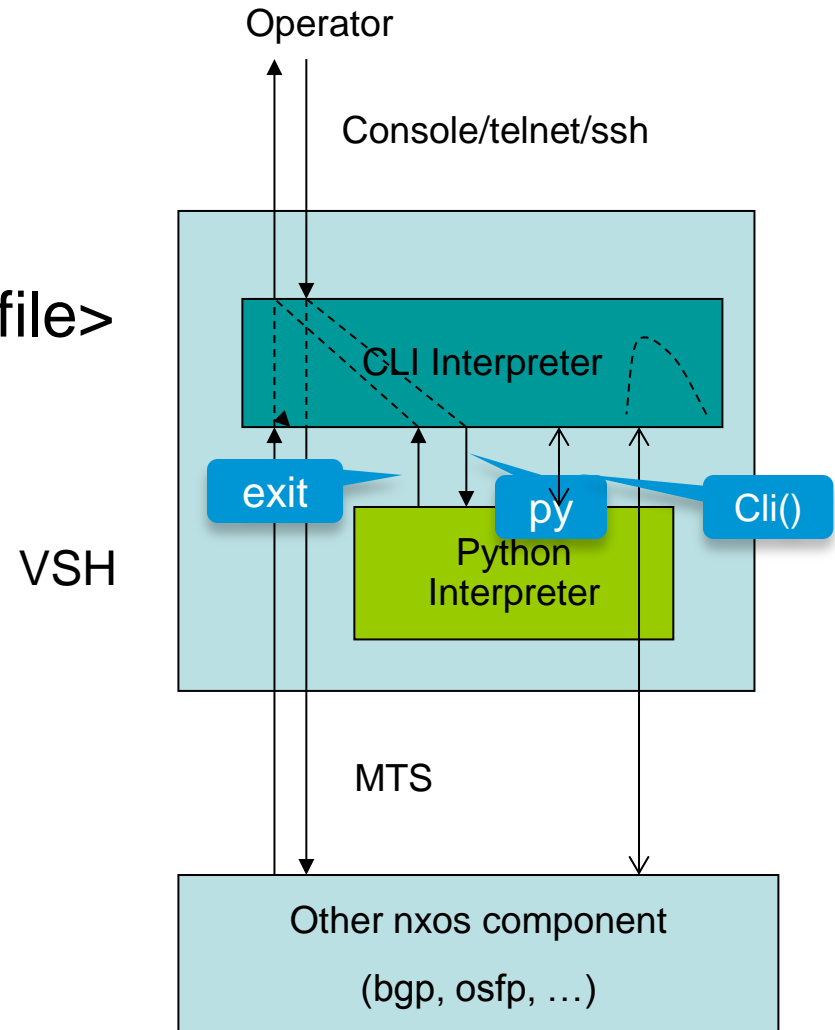 Operator
Console/telnet/ssh
file>
CLI Interpreter
exit
py
Cli()
Python
Interpreter
VSH
MTS
Other nxos component
(bgp, osfp, …)